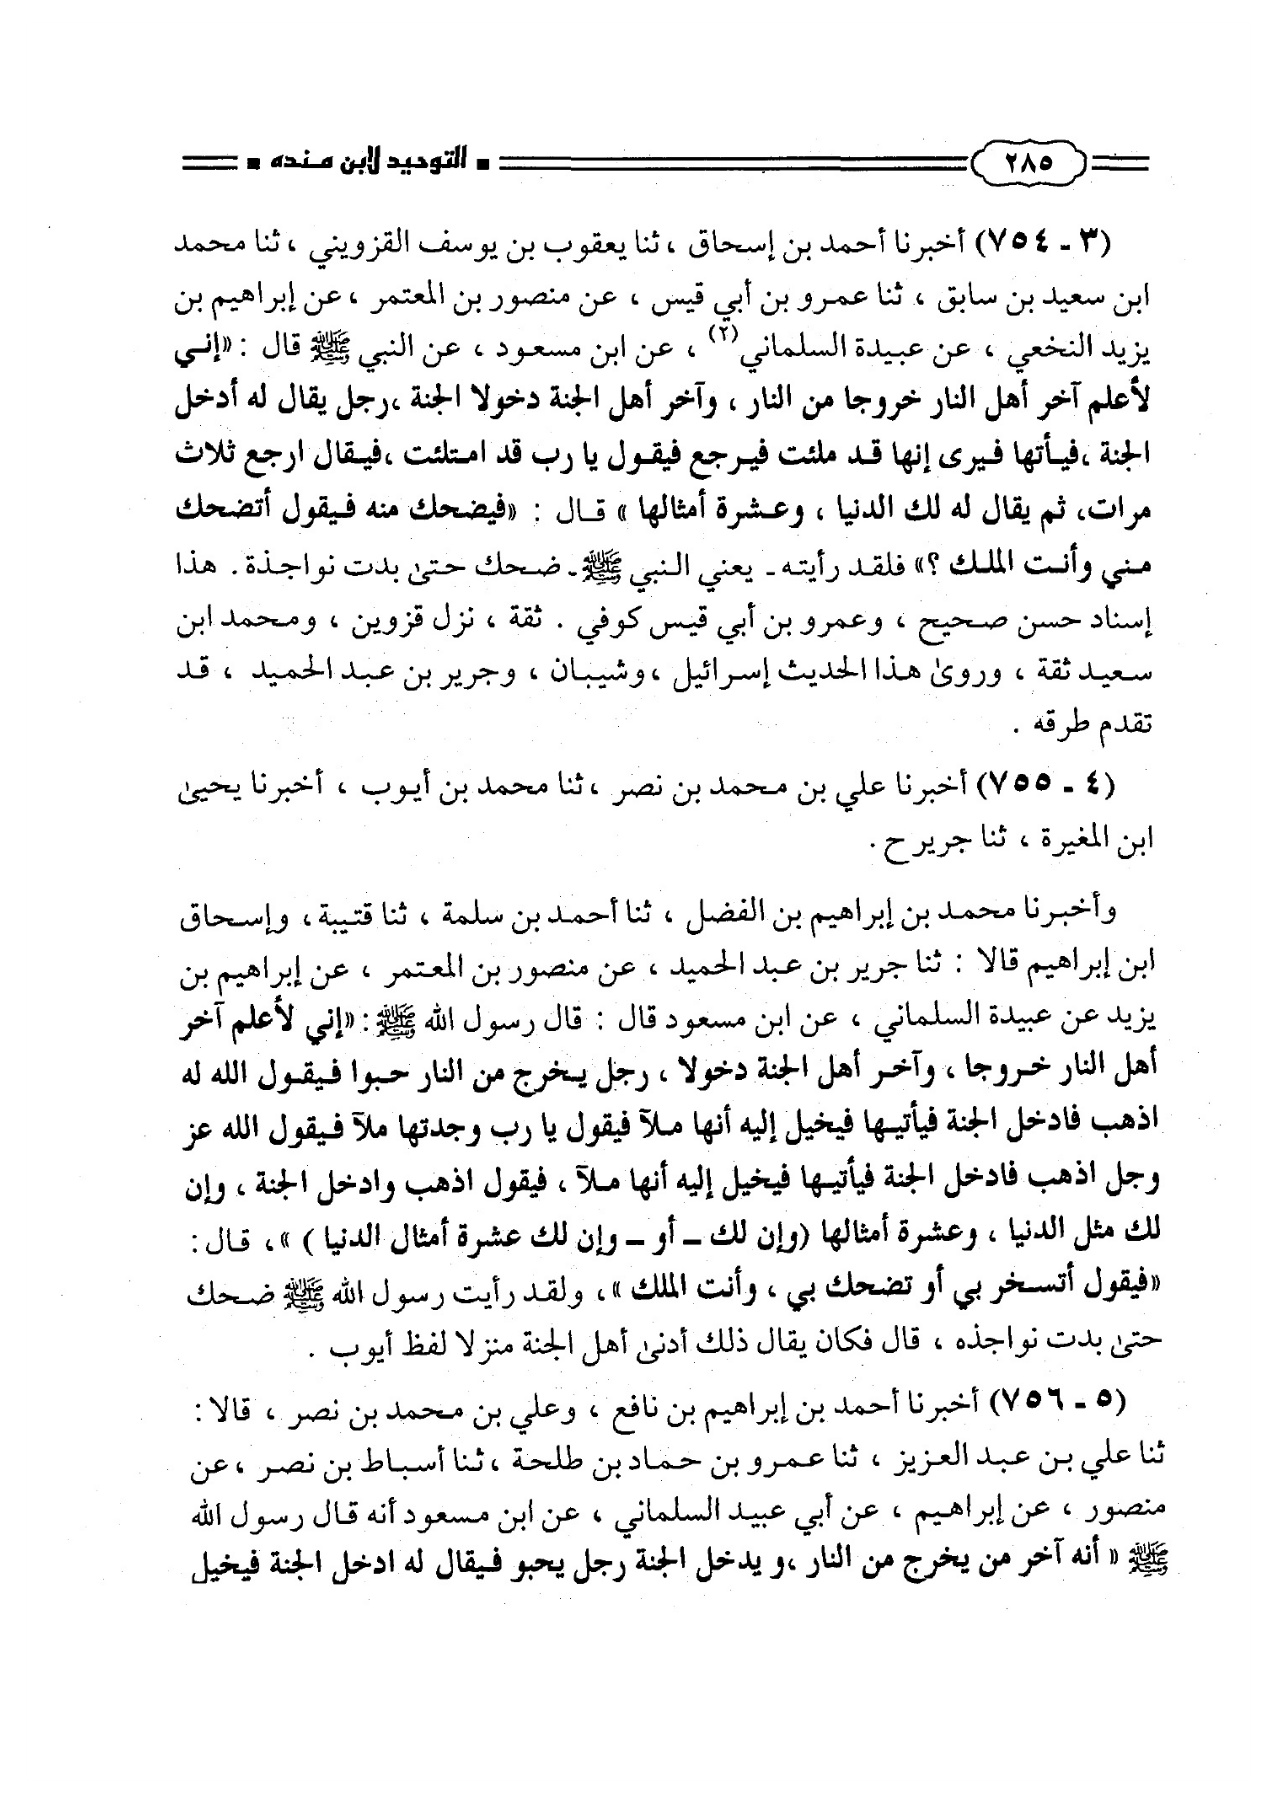 ٢٨٥ ■ التوحيد لابن منده ■
(٣ ـ ٧٥٤) أخبرنا أحمد بن إسحاق ، ثنا يعقوب بن يوسف القزويني ، ثنا محمد
ابن سعيد بن سابق ، ثنا عمرو بن أبي قيس ، عن منصور بن المعتمر ، عن إبراهيم بن
يزيد النخعي ، عن عبيدة السلماني(٢) ، عن ابن مسعود ، عن النبي ﷺ قال : «إني
لأعلم آخر أهل النار خروجا من النار ، وآخر أهل الجنة دخولا الجنة ،رجل يقال له أدخل
الجنة ،فيأتها فيرى إنها قد ملئت فيرجع فيقول يا رب قد امتلئت ،فيقال ارجع ثلاث
مرات، ثم يقال له لك الدنيا ، وعشرة أمثالها » قال : «فيضحك منه فيقول أتضحك
مني وأنت الملك ؟» فلقد رأيته ـ يعني النبي ﷺ ـ ضحك حتىٰ بدت نواجذة . هذا
إسناد حسن صحيح ، وعمرو بن أبي قيس كوفي . ثقة ، نزل قزوين ، ومحمد ابن
سعيد ثقة ، وروىٰ هذا الحديث إسرائيل ،وشيبان ، وجرير بن عبد الحميد ، قد
تقدم طرقه .
(٤ ـ ٧٥٥) أخبرنا علي بن محمد بن نصر ، ثنا محمد بن أيوب ، أخبرنا يحيىٰ
ابن المغيرة ، ثنا جرير ح .
وأخبرنا محمد بن إبراهيم بن الفضل ، ثنا أحمد بن سلمة ، ثنا قتيبة، وإسحاق
ابن إبراهيم قالا : ثنا جرير بن عبد الحميد ، عن منصور بن المعتمر ، عن إبراهيم بن
يزيد عن عبيدة السلماني ، عن ابن مسعود قال : قال رسول الله ﷺ : «إني لأعلم آخر
أهل النار خروجا ، وآخر أهل الجنة دخولا ، رجل يخرج من النار حبوا فيقول الله له
اذهب فادخل الجنة فيأتيها فيخيل إليه أنها ملآ فيقول يا رب وجدتها ملآ فيقول الله عز
وجل اذهب فادخل الجنة فيأتيها فيخيل إليه أنها ملآ ، فيقول اذهب وادخل الجنة ، وإن
لك مثل الدنيا ، وعشرة أمثالها (وإن لك ـ أو ـ وإن لك عشرة أمثال الدنيا ) »، قال :
«فيقول أتسخر بي أو تضحك بي ، وأنت الملك »، ولقد رأيت رسول الله ﷺ ضحك
حتىٰ بدت نواجذه ، قال فكان يقال ذلك أدنىٰ أهل الجنة منزلا لفظ أيوب .
(٥ ـ ٧٥٦) أخبرنا أحمد بن إبراهيم بن نافع ، وعلي بن محمد بن نصر ، قالا :
ثنا علي بن عبد العزيز ، ثنا عمرو بن حماد بن طلحة ، ثنا أسباط بن نصر ، عن
منصور ، عن إبراهيم ، عن أبي عبيد السلماني ، عن ابن مسعود أنه قال رسول الله
ﷺ « أنه آخر من يخرج من النار ،و يدخل الجنة رجل يحبو فيقال له ادخل الجنة فيخيل